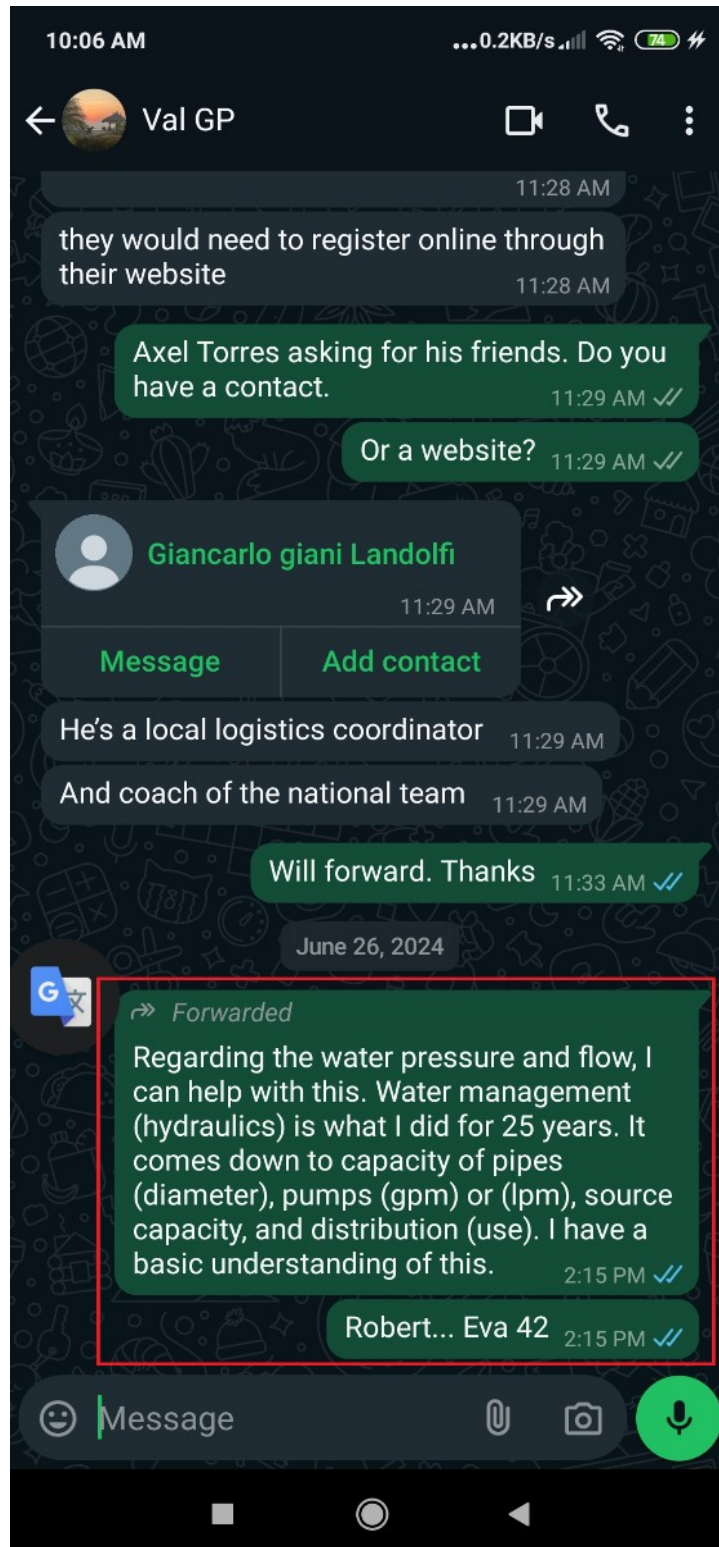 10:06 AM
...0.2KB/s
74
Val GP
11:28 AM
they would need to register online through
their website
11:28 AM
Axel Torres asking for his friends. Do you
have a contact.
11:29 AM
Or a website?
11:29 AM
Giancarlo giani Landolfi
11:29 AM
Message
Add contact
He's a local logistics coordinator
11:29 AM
And coach of the national team
11:29 AM
Will forward. Thanks
11:33 AM
June 26, 2024
G
Forwarded
Regarding the water pressure and flow, I
can help with this. Water management
(hydraulics) is what I did for 25 years. It
comes down to capacity of pipes
(diameter), pumps (gpm) or (lpm), source
capacity, and distribution (use). I have a
basic understanding of this.
2:15 PM
Robert... Eva 42
2:15 PM
Message